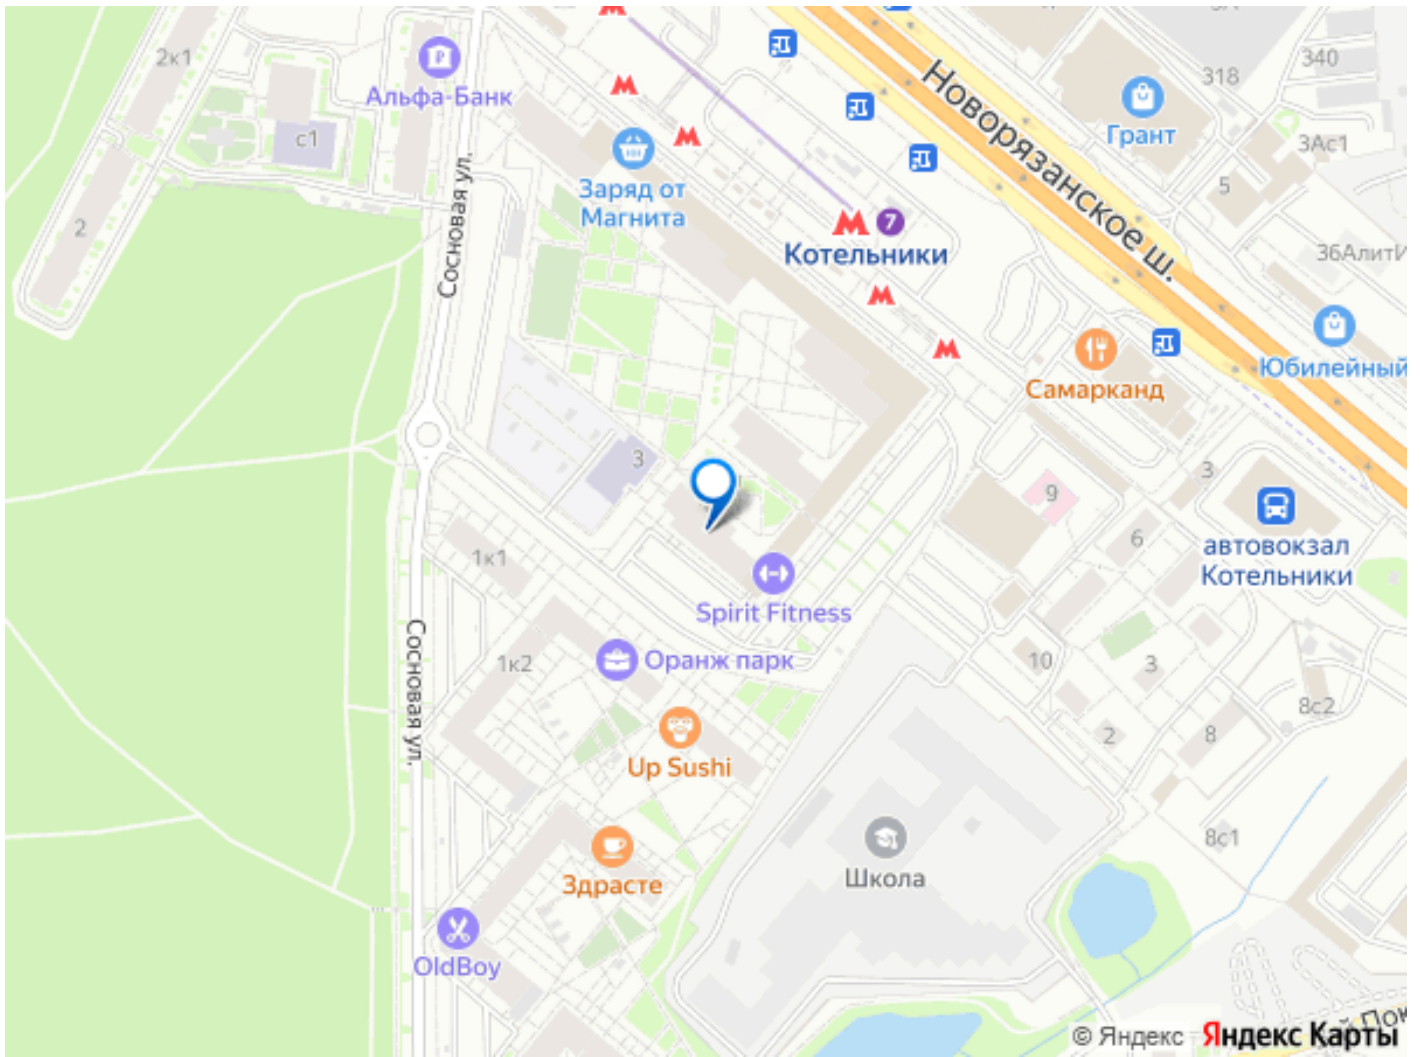 2к1
Альфа-Банк
с1
2
Сосновая ул.
Заряд от
Магнита
7
Котельники
Новорязанское ш.
318
340
Грант
3Ас1
5
Юбилейный
Самарканд
3
9
3
6
автовокзал
Котельники
1к1
Spirit Fitness
Сосновая ул.
1к2
Оранж парк
10
3
8с2
2
8
Up Sushi
8с1
Школа
Здрасте
OldBoy
© Яндекс Яндекс Карты